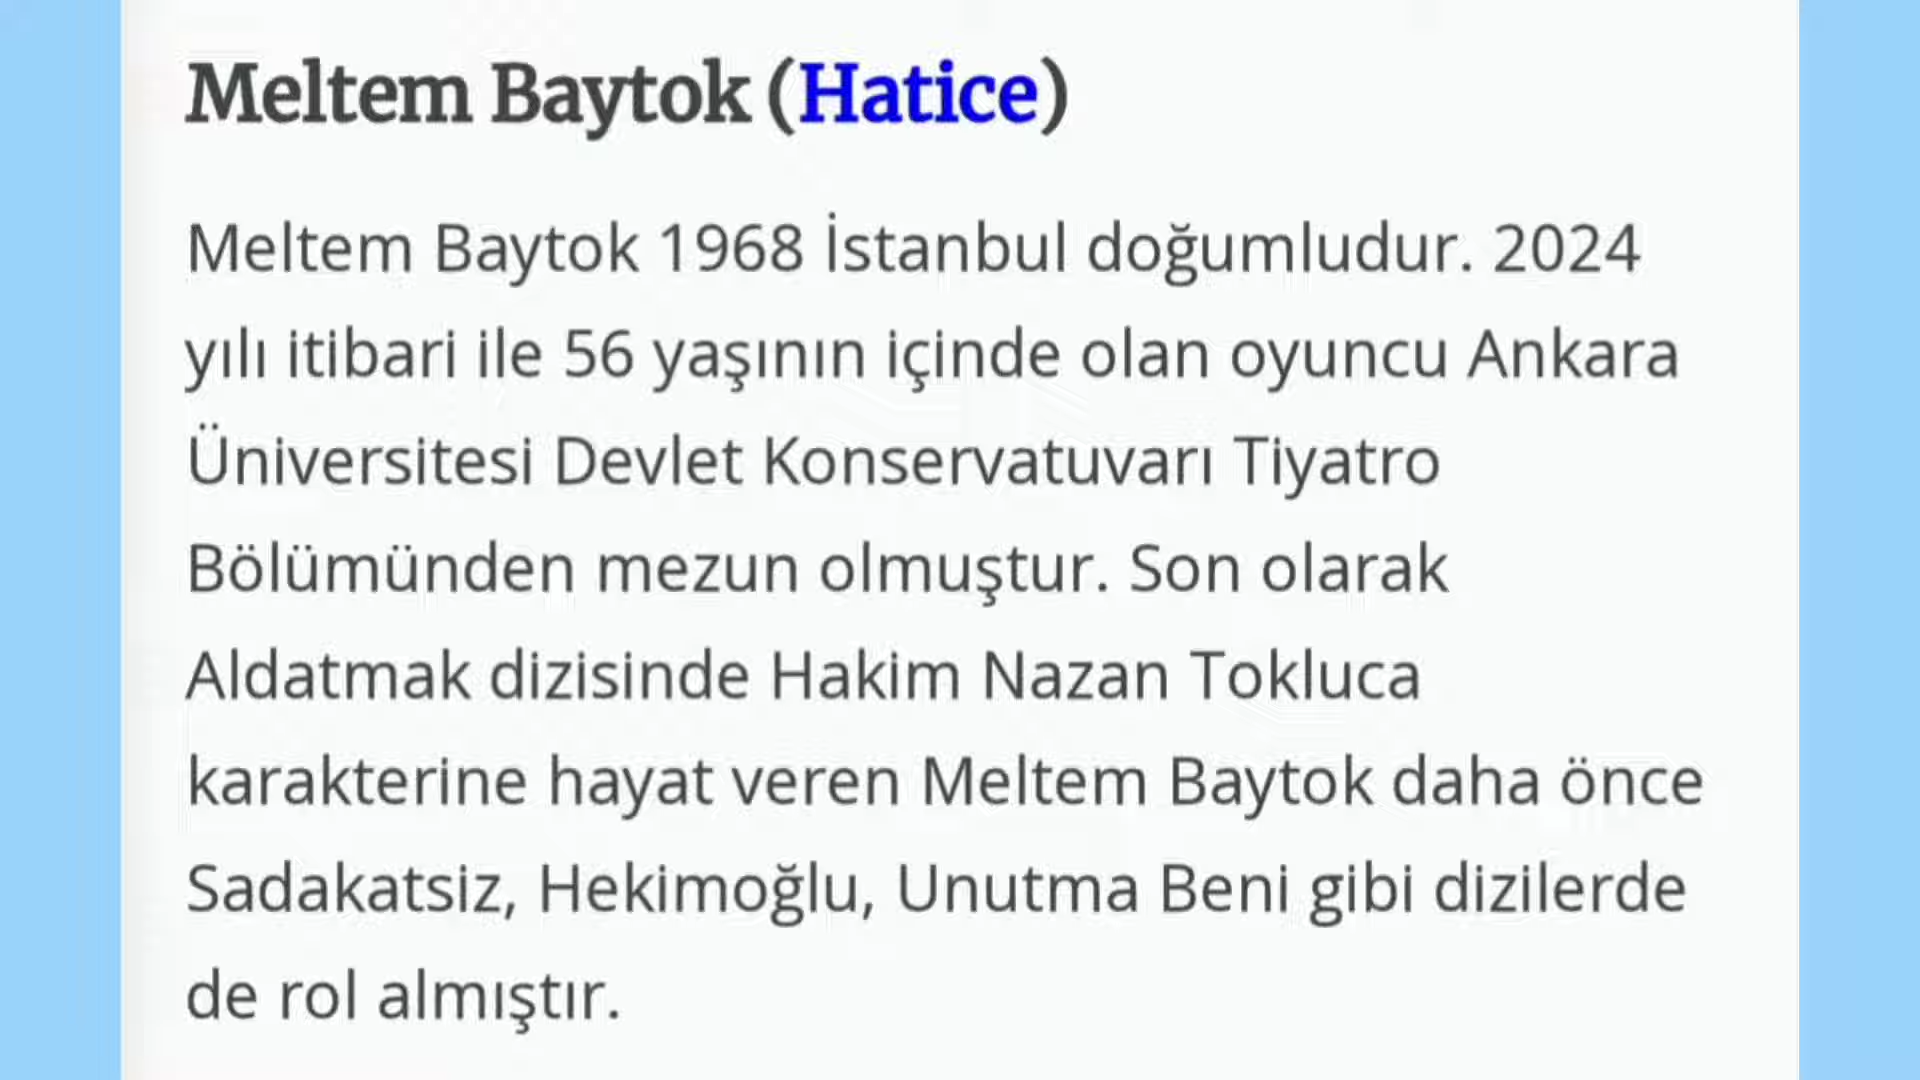 Meltem Baytok (Hatice)
Meltem Baytok 1968 İstanbul doğumludur. 2024
yılı itibari ile 56 yaşının içinde olan oyuncu Ankara
Üniversitesi Devlet Konservatuvarı Tiyatro
Bölümünden mezun olmuştur. Son olarak
Aldatmak dizisinde Hakim Nazan Tokluca
karakterine hayat veren Meltem Baytok daha önce
Sadakatsiz, Hekimoğlu, Unutma Beni gibi dizilerde
de rol almıştır.